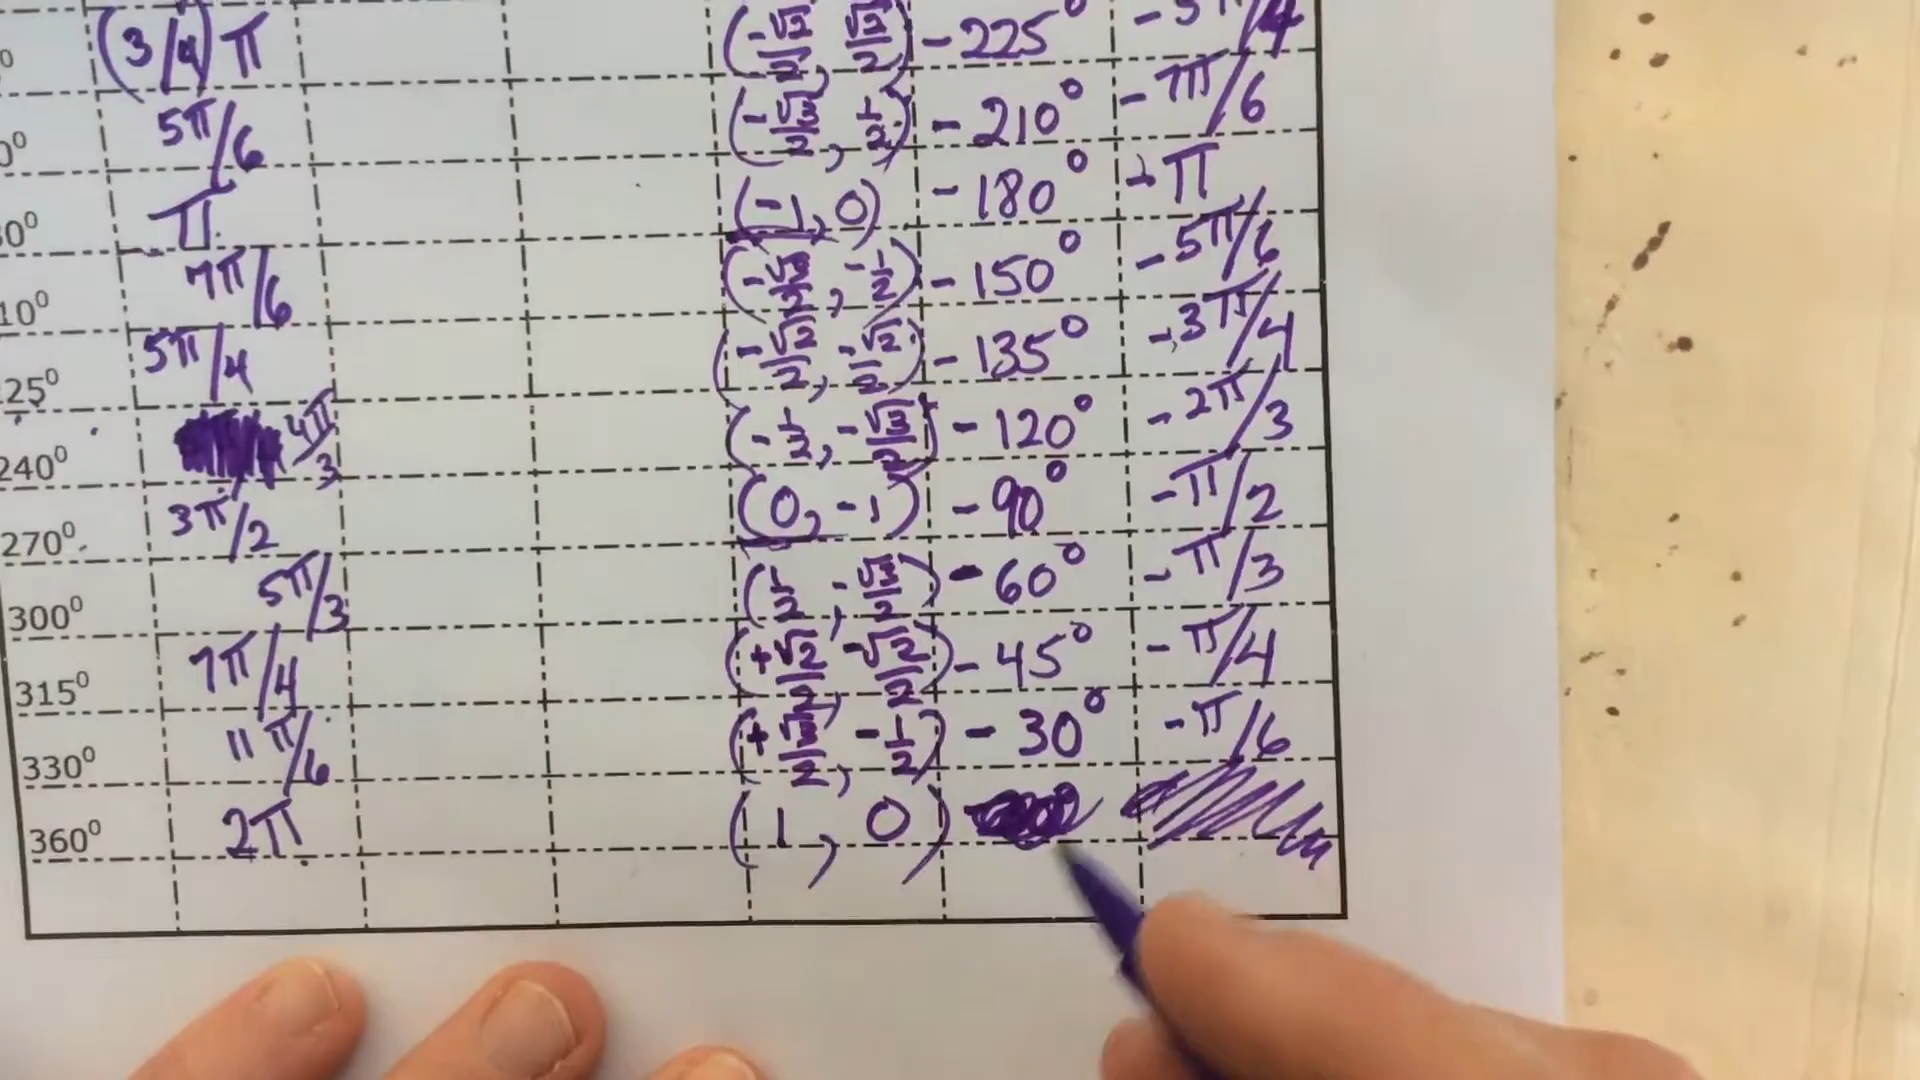 (3/4)π (-√2/2, √2/2) -225° -5π/4
5π/6 (-√3/2, 1/2) -210° -7π/6
π (-1, 0) -180° -π
10° 7π/6 (-√3/2, -1/2) -150° -5π/6
25° 5π/4 (-√2/2, -√2/2) -135° -3π/4
240° 4π/3 (-1/2, -√3/2) -120° -2π/3
270° 3π/2 (0, -1) -90° -π/2
300° 5π/3 (1/2, -√3/2) -60° -π/3
315° 7π/4 (+√2/2, -√2/2) -45° -π/4
330° 11π/6 (+√3/2, -1/2) -30° -π/6
360° 2π (1, 0)